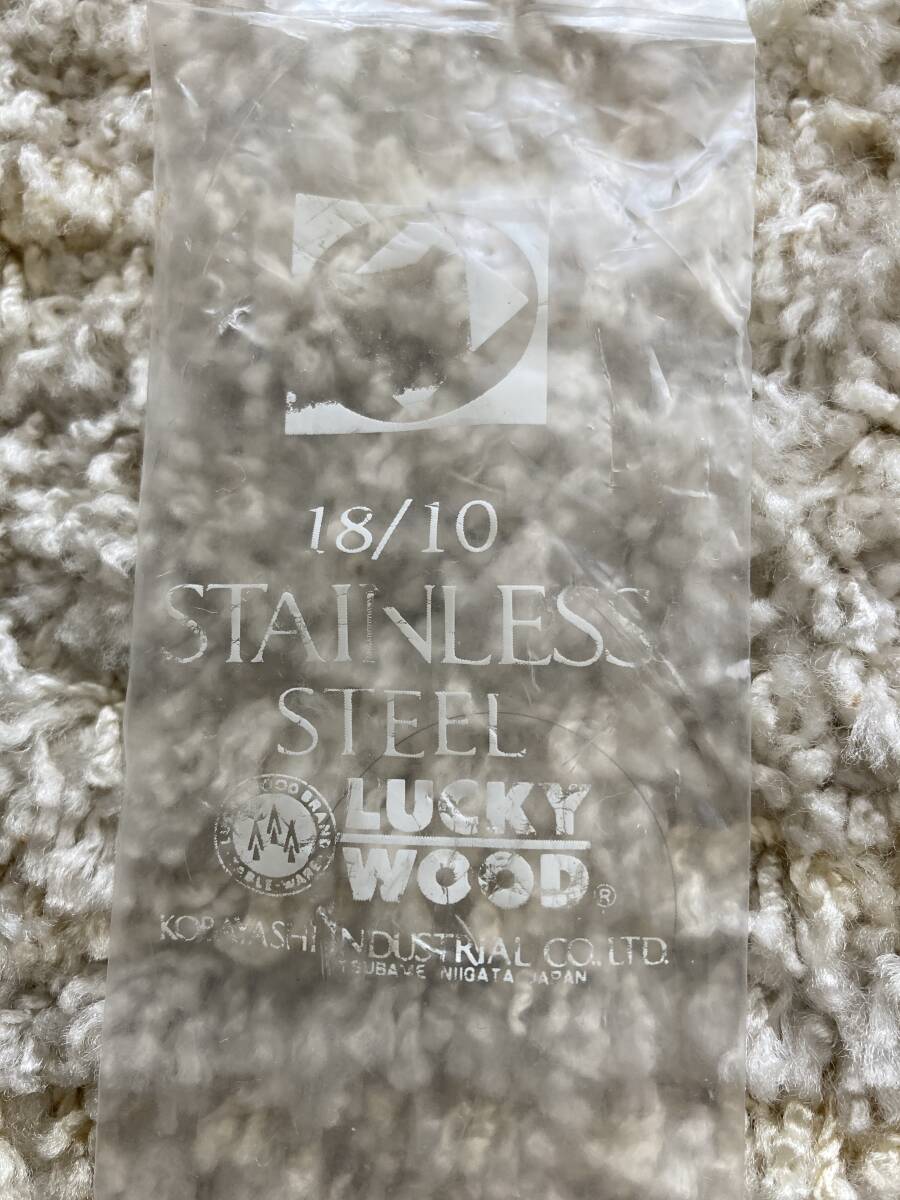 18/10
STAINLESS
STEEL
LUCKY
WOOD®
KOBAYASHI INDUSTRIAL CO., LTD.
TSUBAME NIIGATA JAPAN